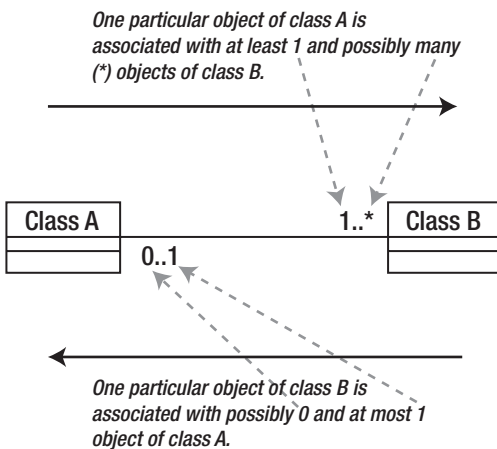 One particular object of class A is
associated with at least 1 and possibly many
(*) objects of class B.
1..*
Class A
Class B
0..1
One particular object of class B is
associated with possibly 0 and at most 1
object of class A.